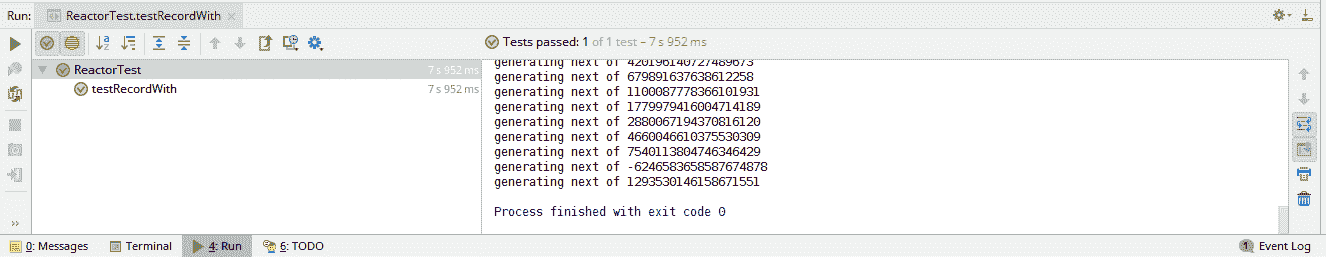 Run: ReactorTest.testRecordWith
Tests passed: 1 of 1 test – 7 s 952 ms
ReactorTest 7 s 952 ms
testRecordWith 7 s 952 ms
generating next of 420196140727489673
generating next of 679891637638612258
generating next of 1100087778366101931
generating next of 1779979416004714189
generating next of 2880067194370816120
generating next of 4660046610375530309
generating next of 7540113804746346429
generating next of -6246583658587674878
generating next of 1293530146158671551
Process finished with exit code 0
0: Messages Terminal 4: Run 6: TODO 1 Event Log